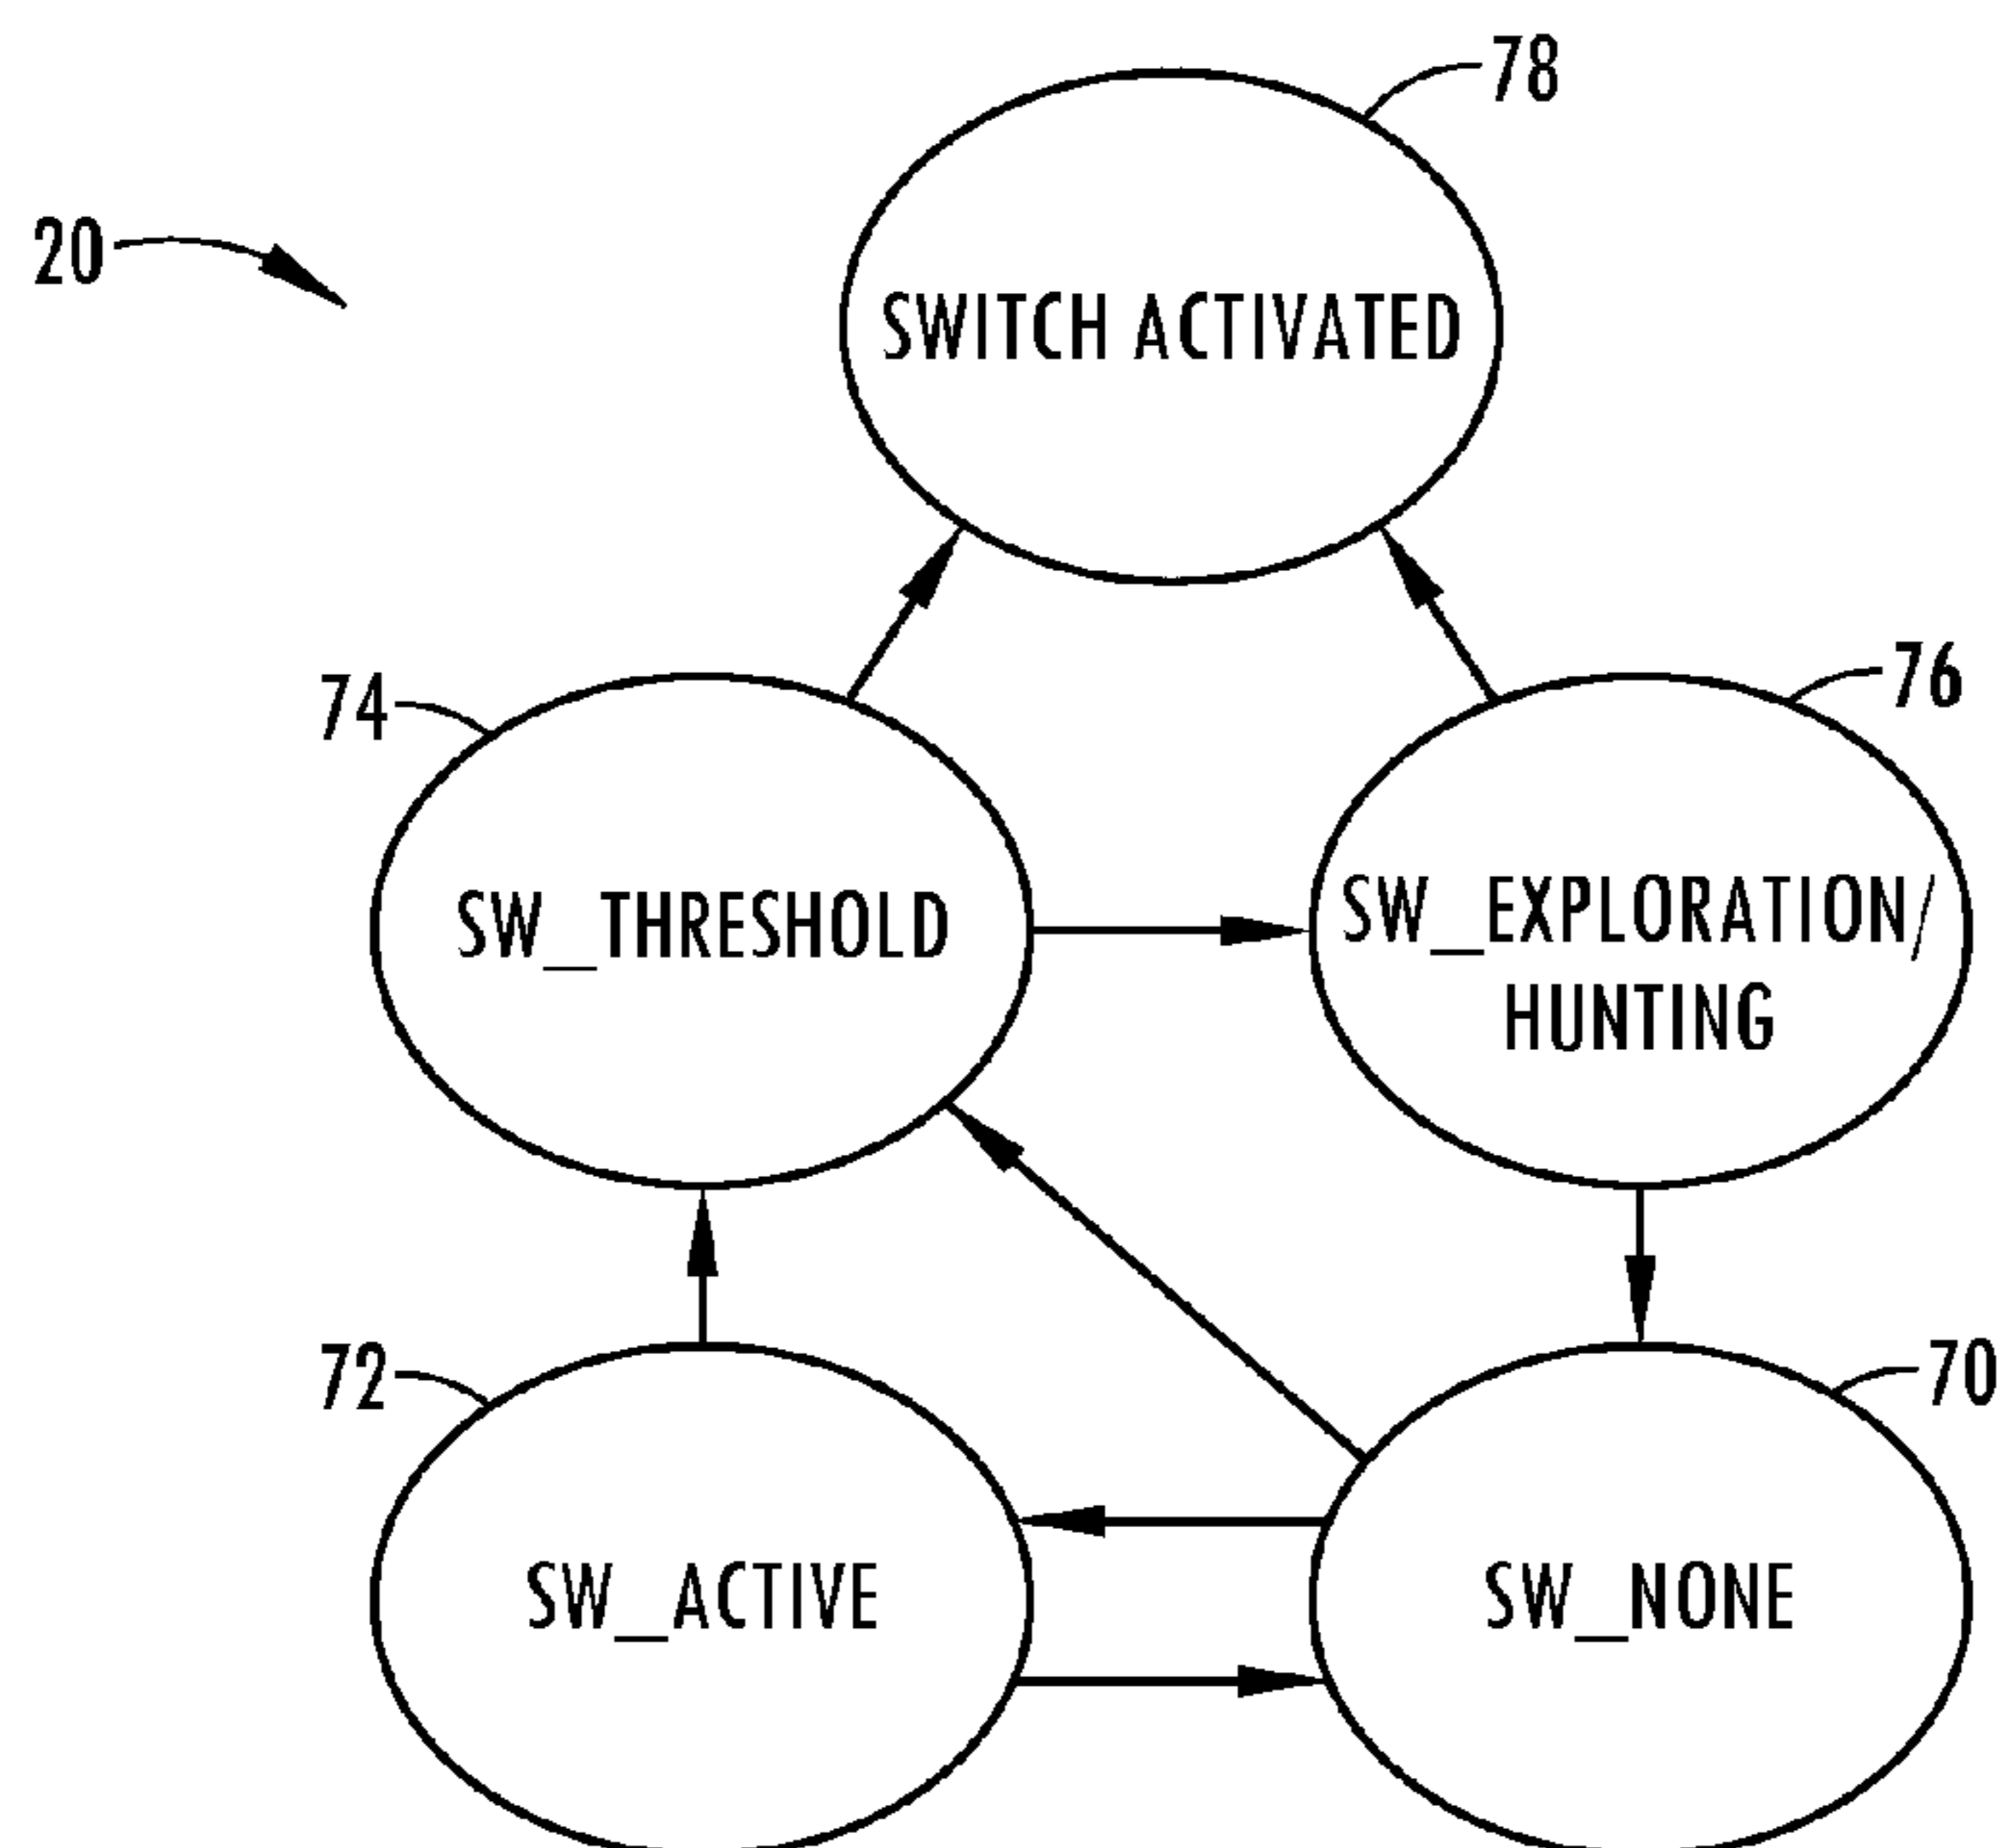 78
20
SWITCH ACTIVATED
74
76
SW_THRESHOLD
SW_EXPLORATION/
HUNTING
72
70
SW_ACTIVE
SW_NONE